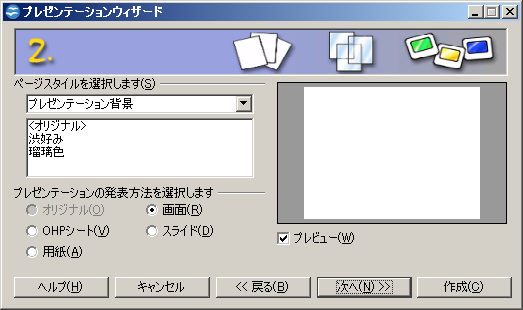 プレゼンテーションウィザード
2.
ページスタイルを選択します(S)
プレゼンテーション背景
<オリジナル>
渋好み
瑠璃色
プレゼンテーションの発表方法を選択します
オリジナル(O) 画面(R)
OHPシート(V) スライド(D)
用紙(A)
プレビュー(W)
ヘルプ(H) キャンセル << 戻る(B) 次へ(N) >> 作成(C)